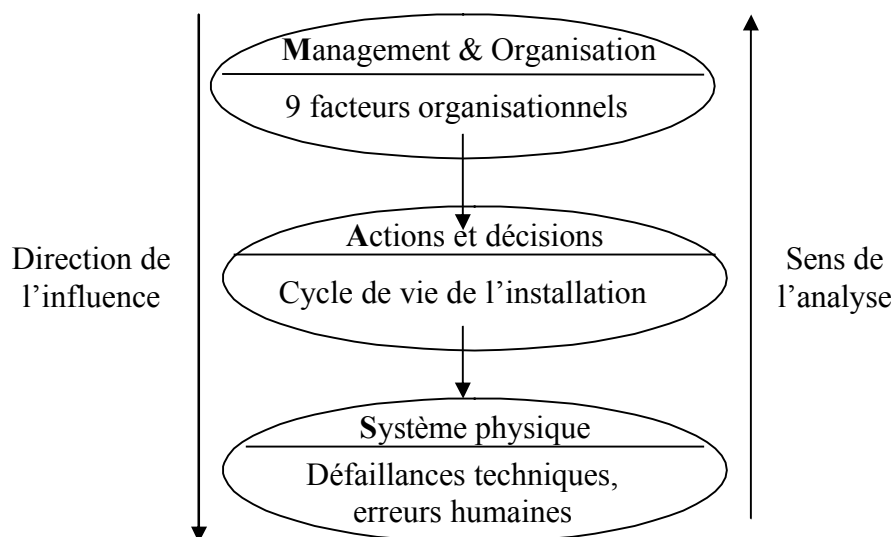 Management & Organisation
9 facteurs organisationnels
Actions et décisions
Direction de
l’influence
Cycle de vie de l’installation
Sens de
l’analyse
Système physique
Défaillances techniques,
erreurs humaines